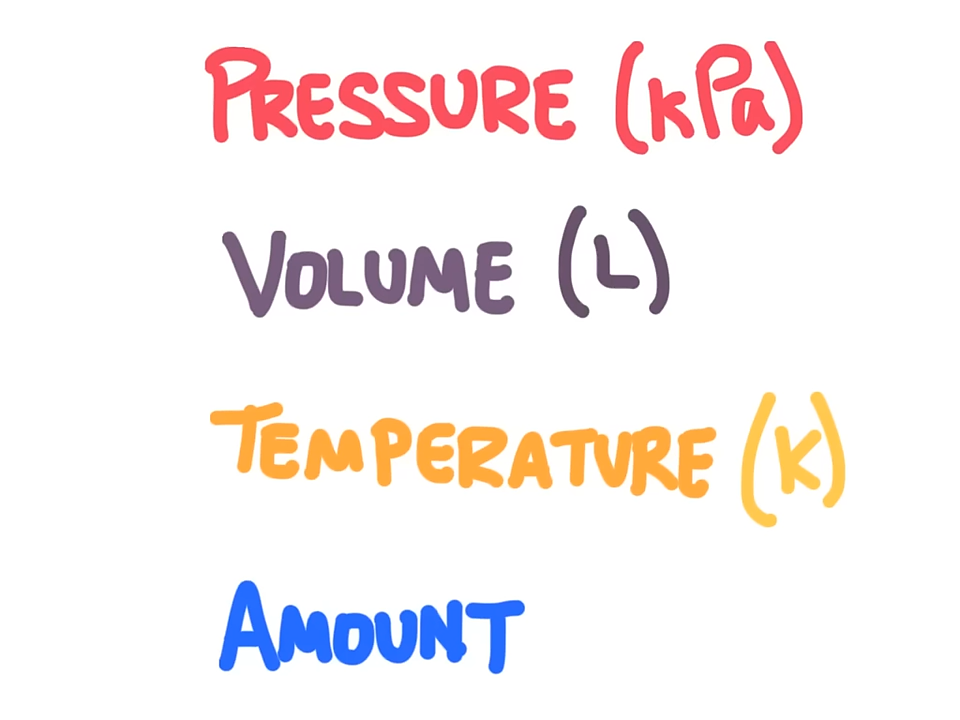 PRESSURE (kPa)
VOLUME (L)
TEMPERATURE (K)
AMOUNT